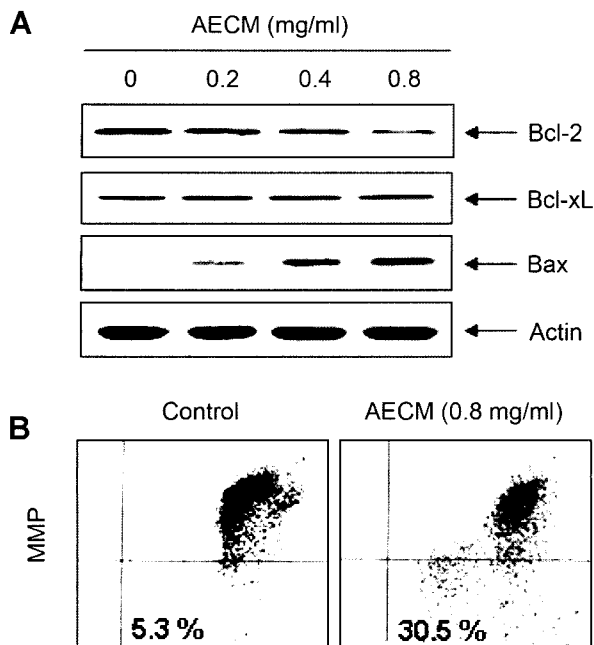 A
AECM (mg/ml)
0 0.2 0.4 0.8
Bcl-2
Bcl-xL
Bax
Actin
B
Control AECM (0.8 mg/ml)
MMP
5.3 % 30.5 %